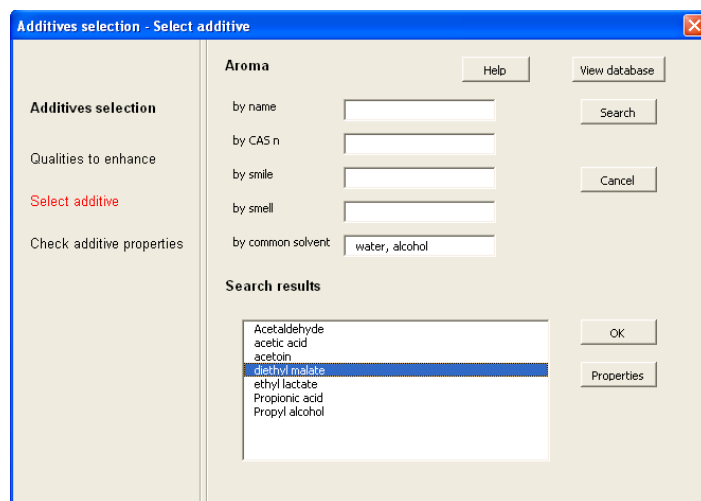 Additives selection - Select additive
Aroma
Help
View database
Additives selection
by name
Search
by CAS n
Qualities to enhance
by smile
Cancel
Select additive
by smell
Check additive properties
by common solvent
water, alcohol
Search results
Acetaldehyde
OK
acetic acid
acetoin
diethyl malate
Properties
ethyl lactate
Propionic acid
Propyl alcohol